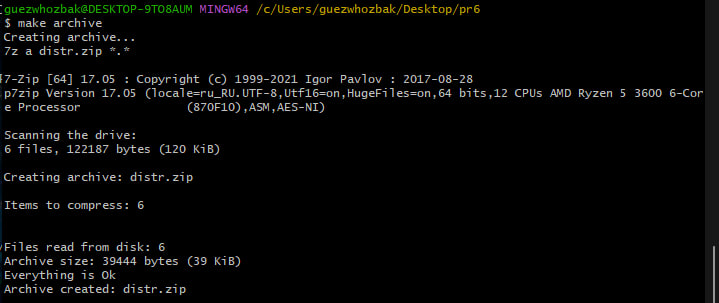 guezwhozbak@DESKTOP-9TO8AUM MINGW64 /c/Users/guezwhozbak/Desktop/pr6
$ make archive
Creating archive...
7z a distr.zip *.*
7-Zip [64] 17.05 : Copyright (c) 1999-2021 Igor Pavlov : 2017-08-28
p7zip Version 17.05 (locale=ru_RU.UTF-8,Utf16=on,HugeFiles=on,64 bits,12 CPUs AMD Ryzen 5 3600 6-Cor
e Processor (870F10),ASM,AES-NI)
Scanning the drive:
6 files, 122187 bytes (120 KiB)
Creating archive: distr.zip
Items to compress: 6
Files read from disk: 6
Archive size: 39444 bytes (39 KiB)
Everything is Ok
Archive created: distr.zip